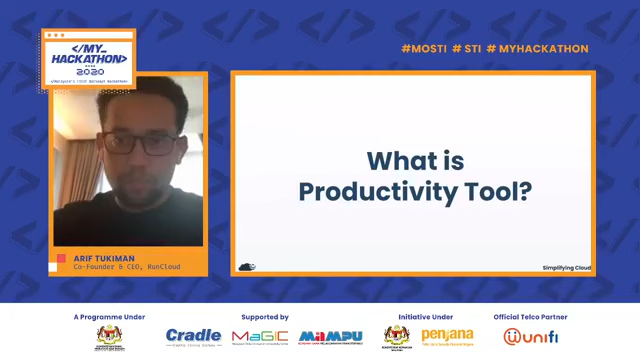 </MY_
HACKATHON>
2020
#MOSTI # STI # MYHACKATHON
What is
Productivity Tool?
Simplifying Cloud
ARIF TUKIMAN
Co-Founder & CEO, RunCloud
A Programme Under
Supported by
Initiative Under
Official Telco Partner
Cradle
MaGIC
MAMPU
penjana
unifi